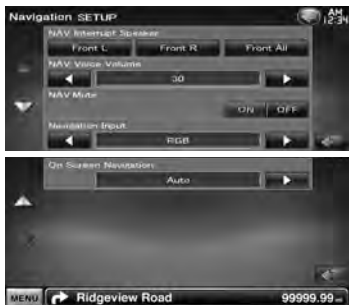 Navigation SETUP
AM
12:34
NAV Interrupt Speaker
Front L Front R Front All
NAV Voice Volume
30
NAV Mute
ON OFF
Navigation Input
RGB
On Screen Navigation
Auto
MENU Ridgeview Road 99999.99